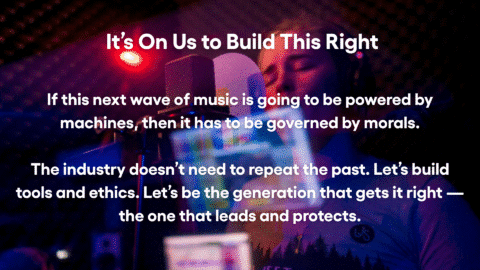 It's On Us to Build This Right
If this next wave of music is going to be powered by
machines, then it has to be governed by morals.
The industry doesn't need to repeat the past. Let's build
tools and ethics. Let's be the generation that gets it right —
the one that leads and protects.